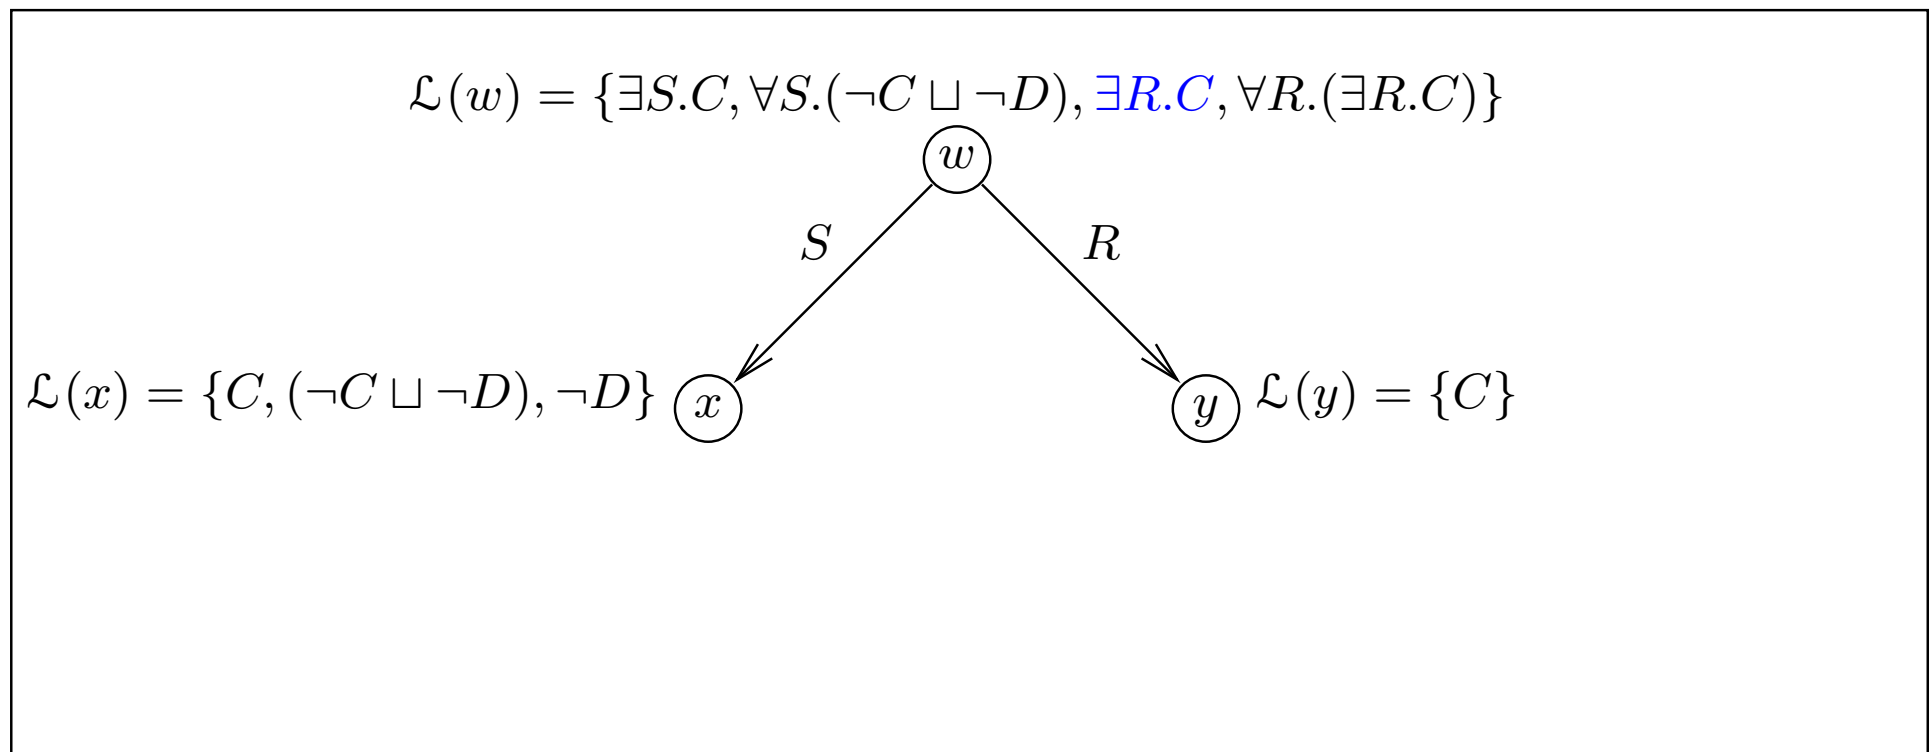 ℒ(w) = {∃S.C, ∀S.(¬C ⊔ ¬D), ∃R.C, ∀R.(∃R.C)}
w
S R
ℒ(x) = {C, (¬C ⊔ ¬D), ¬D} x y ℒ(y) = {C}